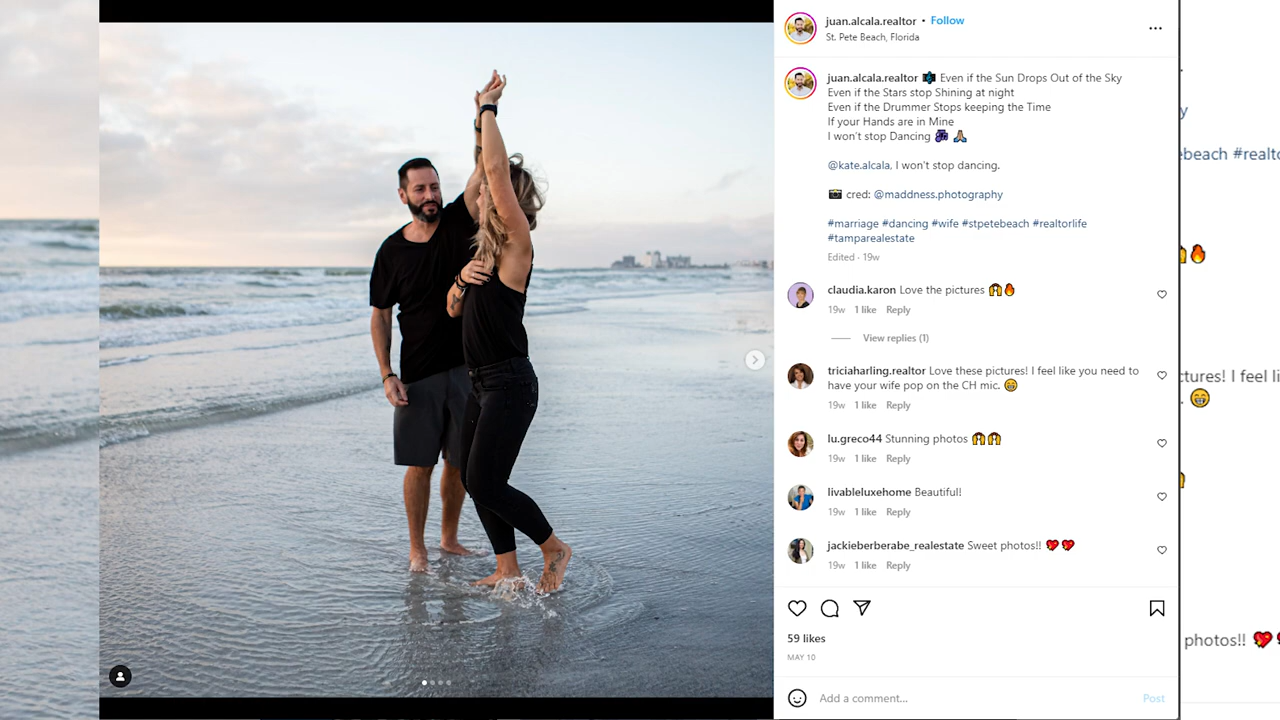 juan.alcala.realtor • Follow
St. Pete Beach, Florida
juan.alcala.realtor Even if the Sun Drops Out of the Sky
Even if the Stars stop Shining at night
Even if the Drummer Stops keeping the Time
If your Hands are in Mine
I won't stop Dancing
@kate.alcala, I won't stop dancing.
cred: @maddness.photography
#marriage #dancing #wife #stpetebeach #realtorlife
#tamparealestate
Edited · 19w
claudia.karon Love the pictures
19w 1 like Reply
View replies (1)
triciaharling.realtor Love these pictures! I feel like you need to
have your wife pop on the CH mic.
19w 1 like Reply
lu.greco44 Stunning photos
19w 1 like Reply
livableluxehome Beautiful!
19w 1 like Reply
jackieberberabe_realestate Sweet photos!!
19w 1 like Reply
59 likes
MAY 10
Add a comment... Post
y
ebeach #realto
ctures! I feel li
photos!!